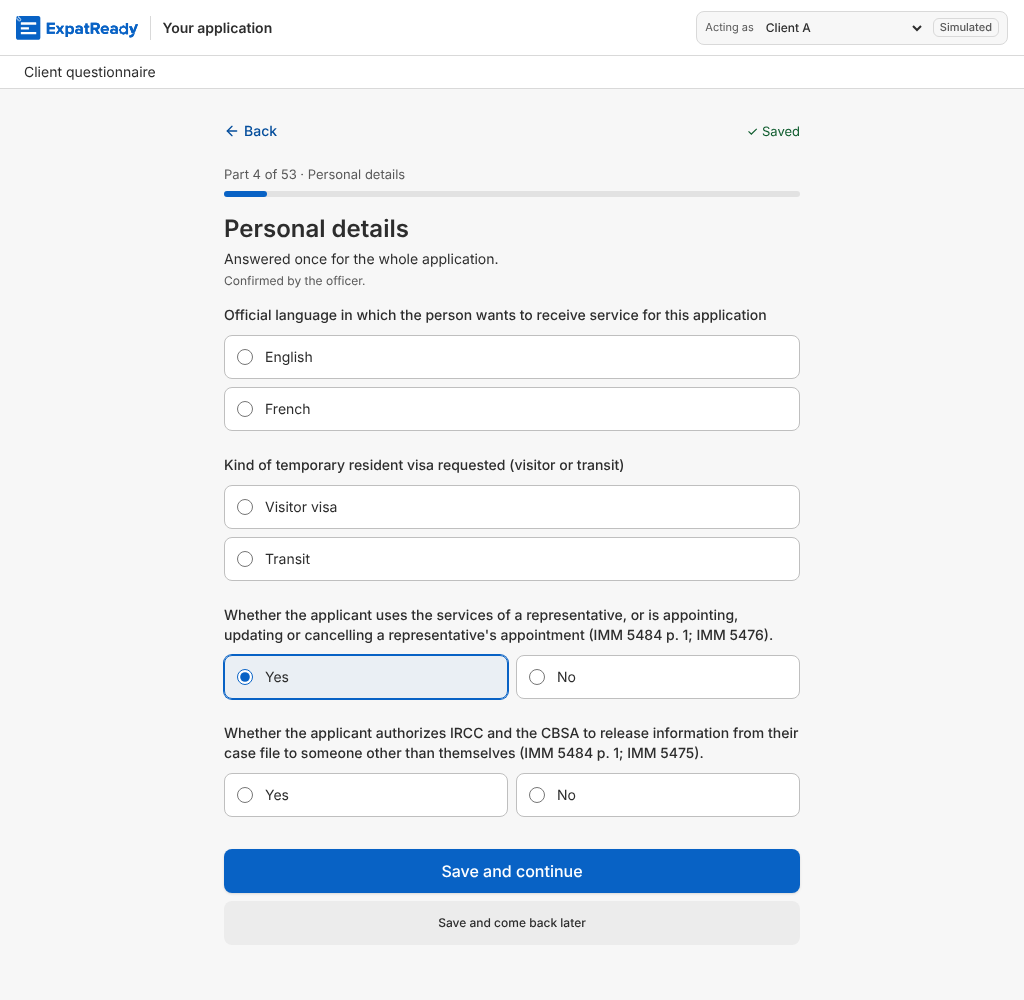 ExpatReady
Your application
Acting as Client A Simulated
Client questionnaire
← Back
✓ Saved
Part 4 of 53 · Personal details
Personal details
Answered once for the whole application.
Confirmed by the officer.
Official language in which the person wants to receive service for this application
English
French
Kind of temporary resident visa requested (visitor or transit)
Visitor visa
Transit
Whether the applicant uses the services of a representative, or is appointing,
updating or cancelling a representative's appointment (IMM 5484 p. 1; IMM 5476).
Yes
No
Whether the applicant authorizes IRCC and the CBSA to release information from their
case file to someone other than themselves (IMM 5484 p. 1; IMM 5475).
Yes
No
Save and continue
Save and come back later